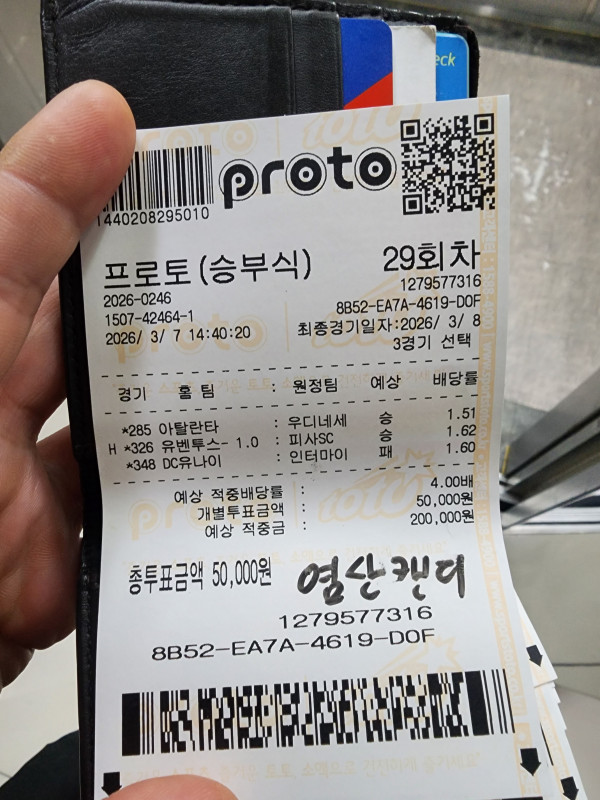 eck
proto
1440208295010
프로토(승부식) 29회차
2026-0246 1279577316
1507-42464-1 8B52-EA7A-4619-D0F
2026/ 3/ 7 14:40:20 최종경기일자:2026/ 3/ 8
3경기 선택
경기 홈 팀 : 원정팀 예상 배당률
*285 아탈란타 : 우디네세 승 1.51
H *326 유벤투스- 1.0 : 피사SC 승 1.62
*348 DC유나이 : 인터마이 패 1.60
예상 적중배당률 : 4.00배
개별투표금액 : 50,000원
예상 적중금 : 200,000원
총투표금액 50,000원 염산캔디
1279577316
8B52-EA7A-4619-D0F